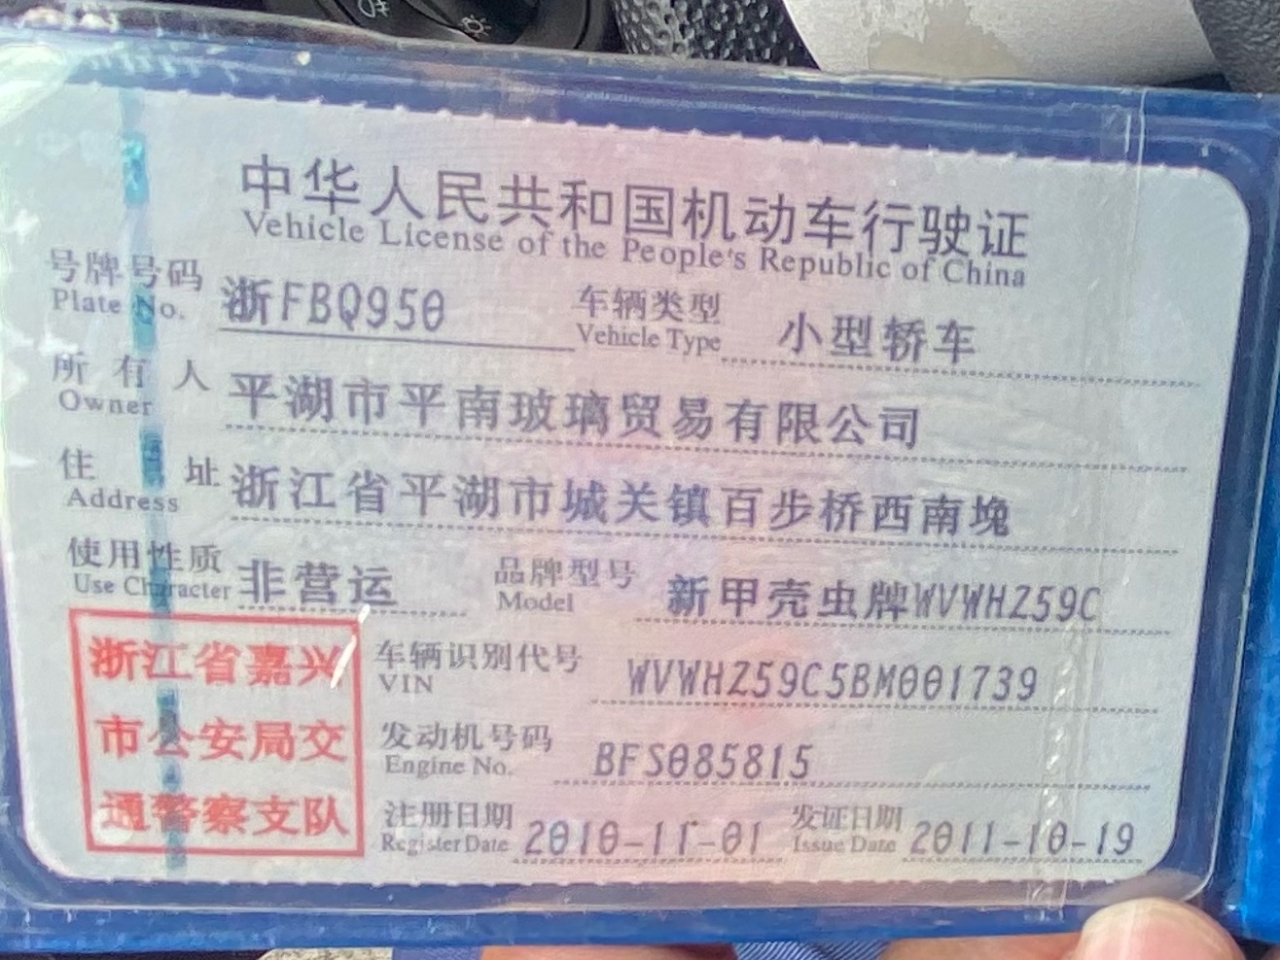 中华人民共和国机动车行驶证
Vehicle License of the People's Republic of China
号牌号码 浙FBQ950 车辆类型 小型轿车
Plate No. Vehicle Type
所有人 平湖市平南玻璃贸易有限公司
Owner
住址 浙江省平湖市城关镇百步桥西南堍
Address
使用性质 非营运 品牌型号 新甲壳虫牌WVWHZ59C
Use Character Model
浙江省嘉兴
市公安局交
通警察支队
车辆识别代号 WVWHZ59C5BM001739
VIN
发动机号码 BFS085815
Engine No.
注册日期 2010-11-01 发证日期 2011-10-19
Register Date Issue Date